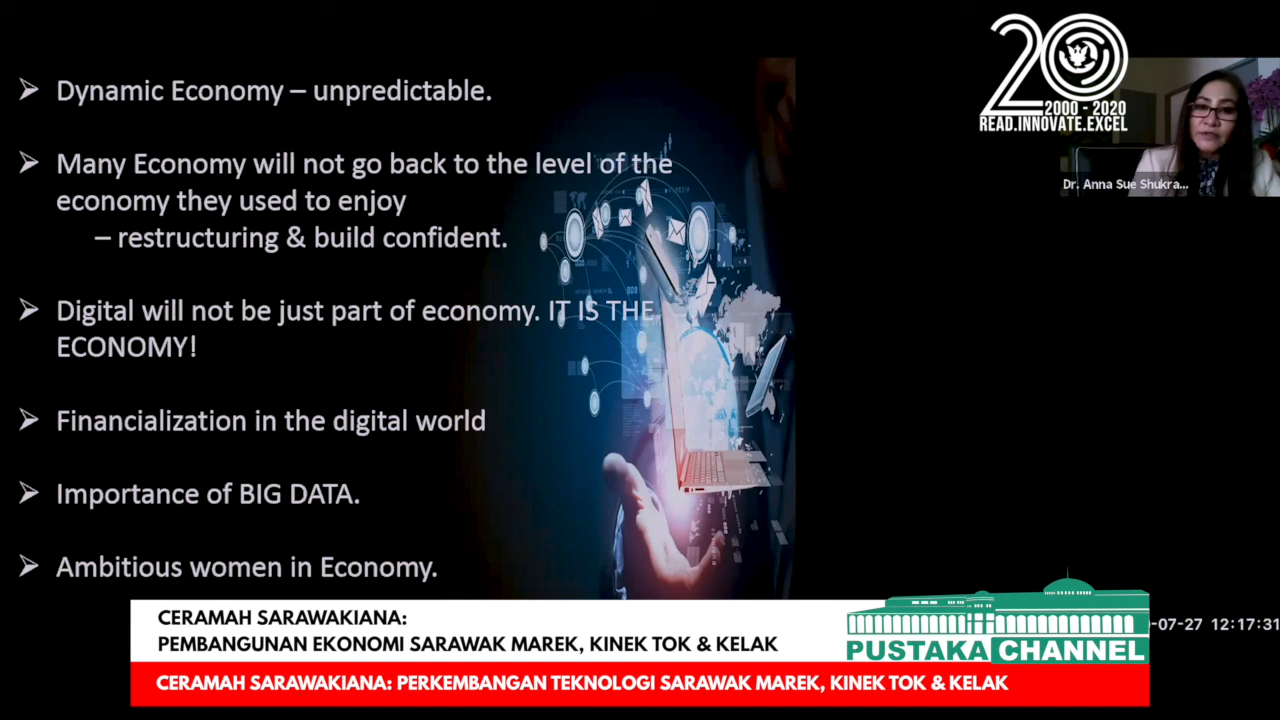 Dynamic Economy – unpredictable.
Many Economy will not go back to the level of the
economy they used to enjoy
– restructuring & build confident.
Digital will not be just part of economy. IT IS THE
ECONOMY!
Financialization in the digital world
Importance of BIG DATA.
Ambitious women in Economy.
20
2000 - 2020
READ.INNOVATE.EXCEL
Dr. Anna Sue Shukra...
CERAMAH SARAWAKIANA:
PEMBANGUNAN EKONOMI SARAWAK MAREK, KINEK TOK & KELAK
PUSTAKA CHANNEL
-07-27 12:17:31
CERAMAH SARAWAKIANA: PERKEMBANGAN TEKNOLOGI SARAWAK MAREK, KINEK TOK & KELAK